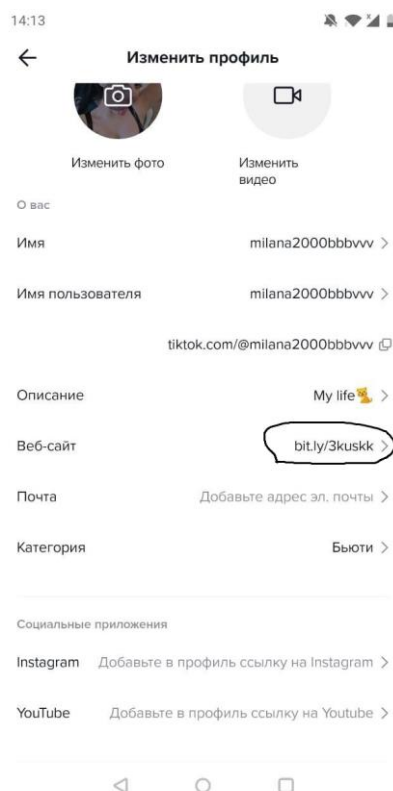 14:13
Изменить профиль
Изменить фото
Изменить видео
О вас
Имя milana2000bbbvvv
Имя пользователя milana2000bbbvvv
tiktok.com/@milana2000bbbvvv
Описание My life🐆
Веб-сайт bit.ly/3kuskk
Почта Добавьте адрес эл. почты
Категория Бьюти
Социальные приложения
Instagram Добавьте в профиль ссылку на Instagram
YouTube Добавьте в профиль ссылку на Youtube